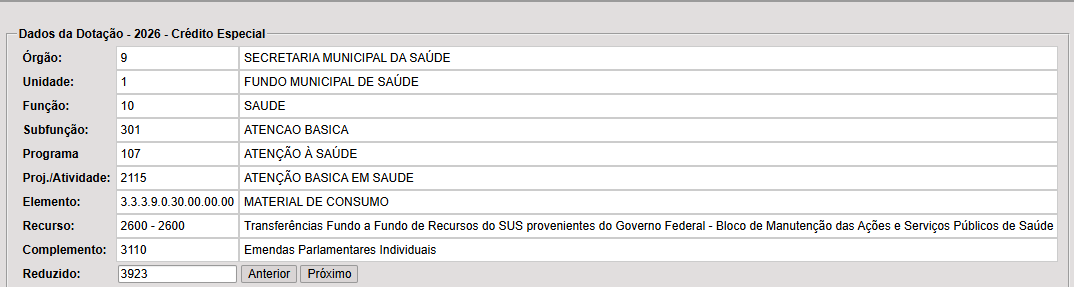 Dados da Dotação - 2026 - Crédito Especial
Órgão: 9 SECRETARIA MUNICIPAL DA SAÚDE
Unidade: 1 FUNDO MUNICIPAL DE SAÚDE
Função: 10 SAUDE
Subfunção: 301 ATENCAO BASICA
Programa 107 ATENÇÃO À SAÚDE
Proj./Atividade: 2115 ATENÇÃO BASICA EM SAUDE
Elemento: 3.3.3.9.0.30.00.00.00 MATERIAL DE CONSUMO
Recurso: 2600 - 2600 Transferências Fundo a Fundo de Recursos do SUS provenientes do Governo Federal - Bloco de Manutenção das Ações e Serviços Públicos de Saúde
Complemento: 3110 Emendas Parlamentares Individuais
Reduzido: 3923 Anterior Próximo